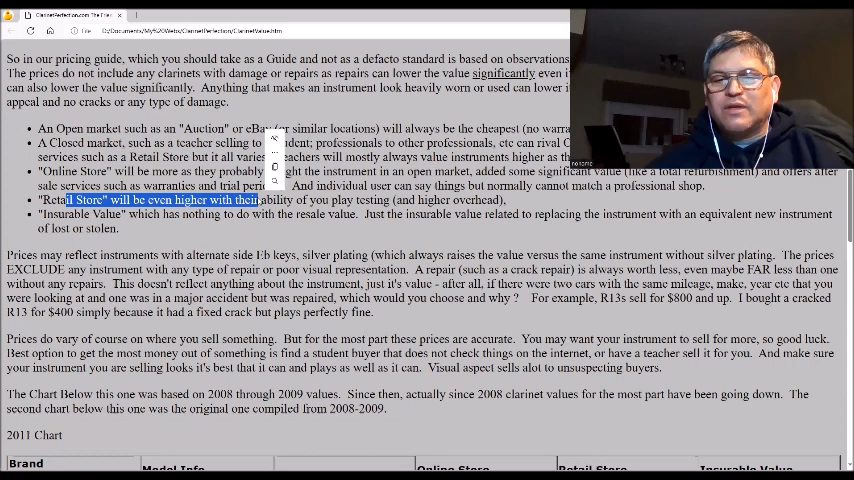 ClarinetPerfection.com The Frier
File D:/Documents/My%20Webs/ClarinetPerfection/ClarinetValue.htm
So in our pricing guide, which you should take as a Guide and not as a defacto standard is based on observations
The prices do not include any clarinets with damage or repairs as repairs can lower the value significantly even i
can also lower the value significantly. Anything that makes an instrument look heavily worn or used can lower i
appeal and no cracks or any type of damage.
An Open market such as an "Auction" or eBay (or similar locations) will always be the cheapest (no warra
A Closed market, such as a teacher selling to dent; professionals to other professionals, etc can rival O
services such as a Retail Store but it all varie achers will mostly always value instruments higher as th
"Online Store" will be more as they probably ght the instrument in an open market, added some significant value (like a total refurbishment) and offers after
sale services such as warranties and trial peri And individual user can say things but normally cannot match a professional shop.
"Retail Store" will be even higher with their ability of you play testing (and higher overhead),
"Insurable Value" which has nothing to do with the resale value. Just the insurable value related to replacing the instrument with an equivalent new instrument
of lost or stolen.
Prices may reflect instruments with alternate side Eb keys, silver plating (which always raises the value versus the same instrument without silver plating. The prices
EXCLUDE any instrument with any type of repair or poor visual representation. A repair (such as a crack repair) is always worth less, even maybe FAR less than one
without any repairs. This doesn't reflect anything about the instrument, just it's value - after all, if there were two cars with the same mileage, make, year etc that you
were looking at and one was in a major accident but was repaired, which would you choose and why ? For example, R13s sell for $800 and up. I bought a cracked
R13 for $400 simply because it had a fixed crack but plays perfectly fine.
Prices do vary of course on where you sell something. But for the most part these prices are accurate. You may want your instrument to sell for more, so good luck.
Best option to get the most money out of something is find a student buyer that does not check things on the internet, or have a teacher sell it for you. And make sure
your instrument you are selling looks it's best that it can and plays as well as it can. Visual aspect sells alot to unsuspecting buyers.
The Chart Below this one was based on 2008 through 2009 values. Since then, actually since 2008 clarinet values for the most part have been going down. The
second chart below this one was the original one compiled from 2008-2009.
2011 Chart
Brand Model Info Online Store Retail Store Insurable Value